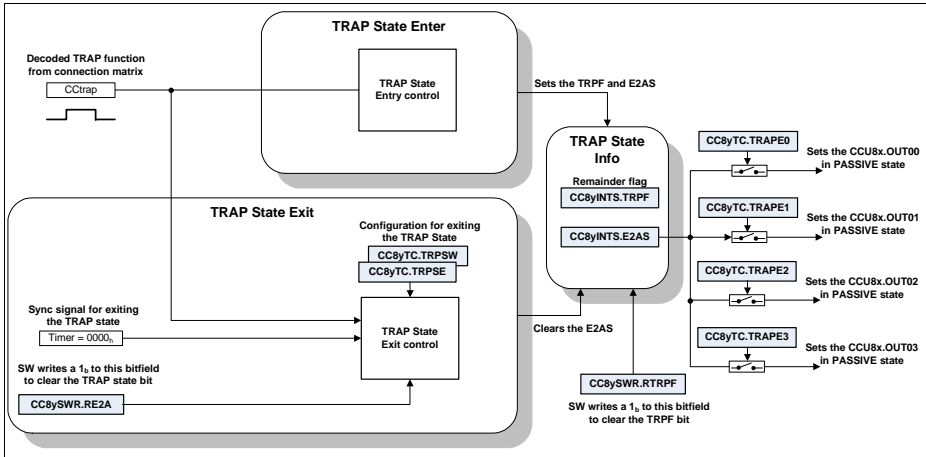 TRAP State Enter
Decoded TRAP function
from connection matrix
CCtrap
TRAP State
Entry control
Sets the TRPF and E2AS
TRAP State
Info
Remainder flag
CC8yINTS.TRPF
CC8yINTS.E2AS
CC8yTC.TRAPE0
Sets the CCU8x.OUT00
in PASSIVE state
CC8yTC.TRAPE1
Sets the CCU8x.OUT01
in PASSIVE state
CC8yTC.TRAPE2
Sets the CCU8x.OUT02
in PASSIVE state
CC8yTC.TRAPE3
Sets the CCU8x.OUT03
in PASSIVE state
TRAP State Exit
Configuration for exiting
the TRAP State
CC8yTC.TRPSW
CC8yTC.TRPSE
Sync signal for exiting
the TRAP state
Timer = 0000h
TRAP State
Exit control
Clears the E2AS
SW writes a 1b to this bitfield
to clear the TRAP state bit
CC8ySWR.RE2A
CC8ySWR.RTRPF
SW writes a 1b to this bitfield
to clear the TRPF bit